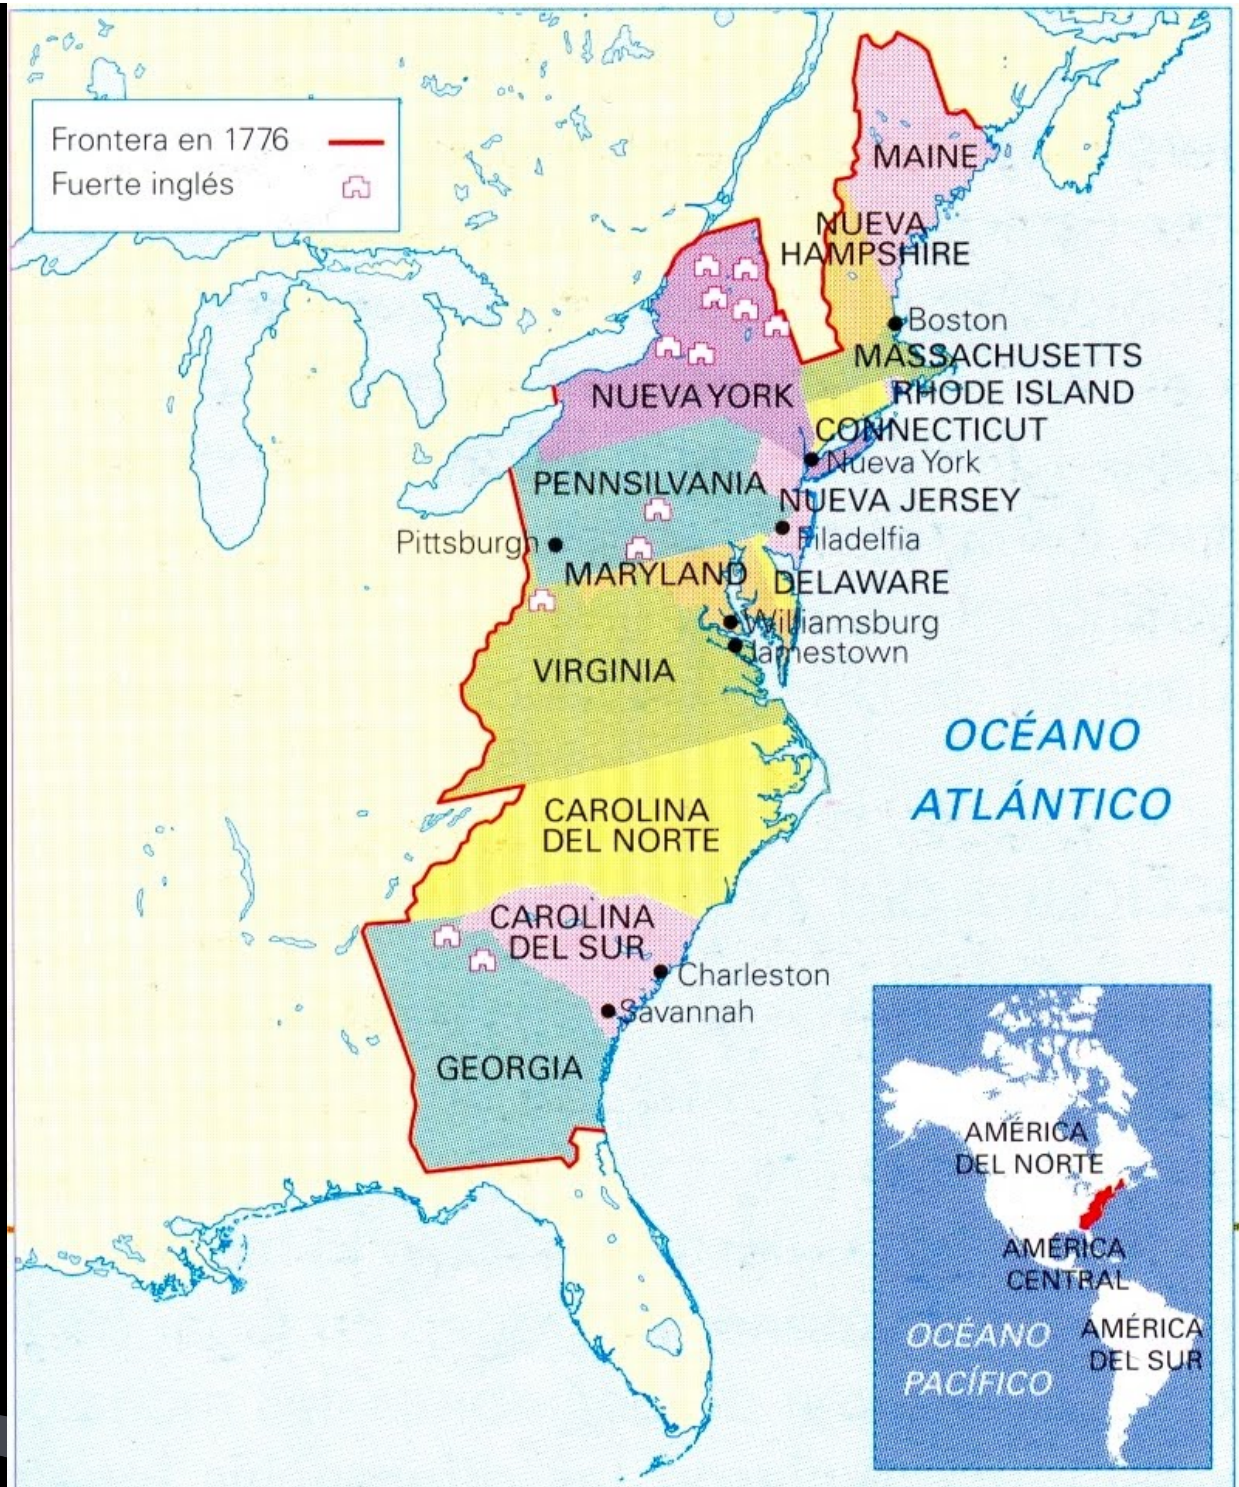 Frontera en 1776
Fuerte inglés
MAINE
NUEVA
HAMPSHIRE
Boston
MASSACHUSETTS
RHODE ISLAND
NUEVA YORK
CONNECTICUT
Nueva York
PENNSILVANIA
NUEVA JERSEY
Pittsburgh
Filadelfia
MARYLAND
DELAWARE
Williamsburg
Jamestown
VIRGINIA
OCÉANO
ATLÁNTICO
CAROLINA
DEL NORTE
CAROLINA
DEL SUR
Charleston
Savannah
GEORGIA
AMÉRICA
DEL NORTE
AMÉRICA
CENTRAL
OCÉANO
PACÍFICO
AMÉRICA
DEL SUR